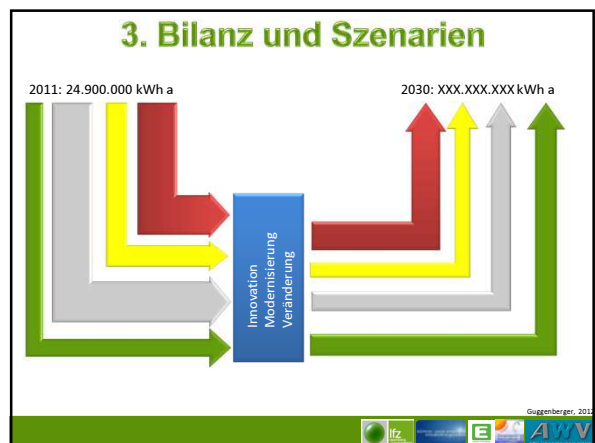 3. Bilanz und Szenarien
2011: 24.900.000 kWh a
2030: XXX.XXX.XXX kWh a
Innovation
Modernisierung
Veränderung
Guggenberger, 2012
lfz
E
AWV